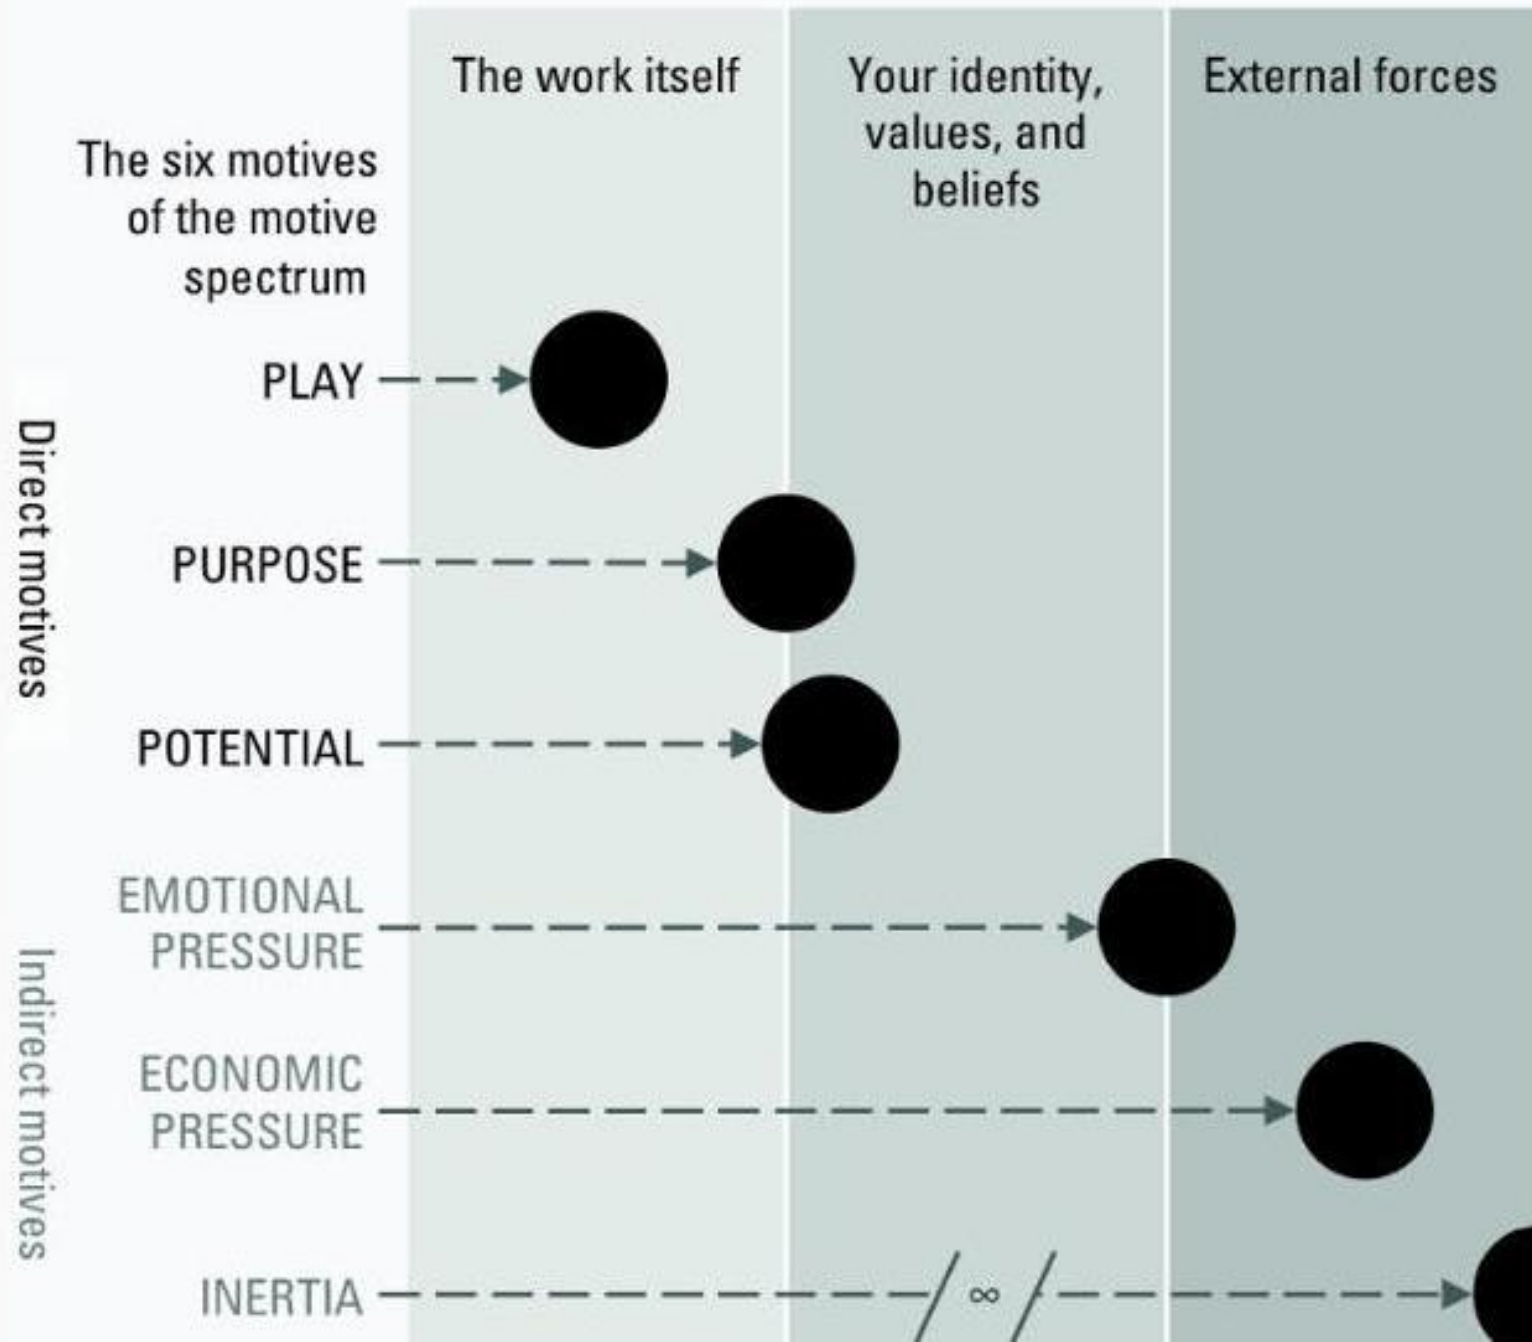 The work itself
Your identity,
values, and
beliefs
External forces
The six motives
of the motive
spectrum
Direct motives
PLAY
PURPOSE
POTENTIAL
Indirect motives
EMOTIONAL
PRESSURE
ECONOMIC
PRESSURE
INERTIA
∞